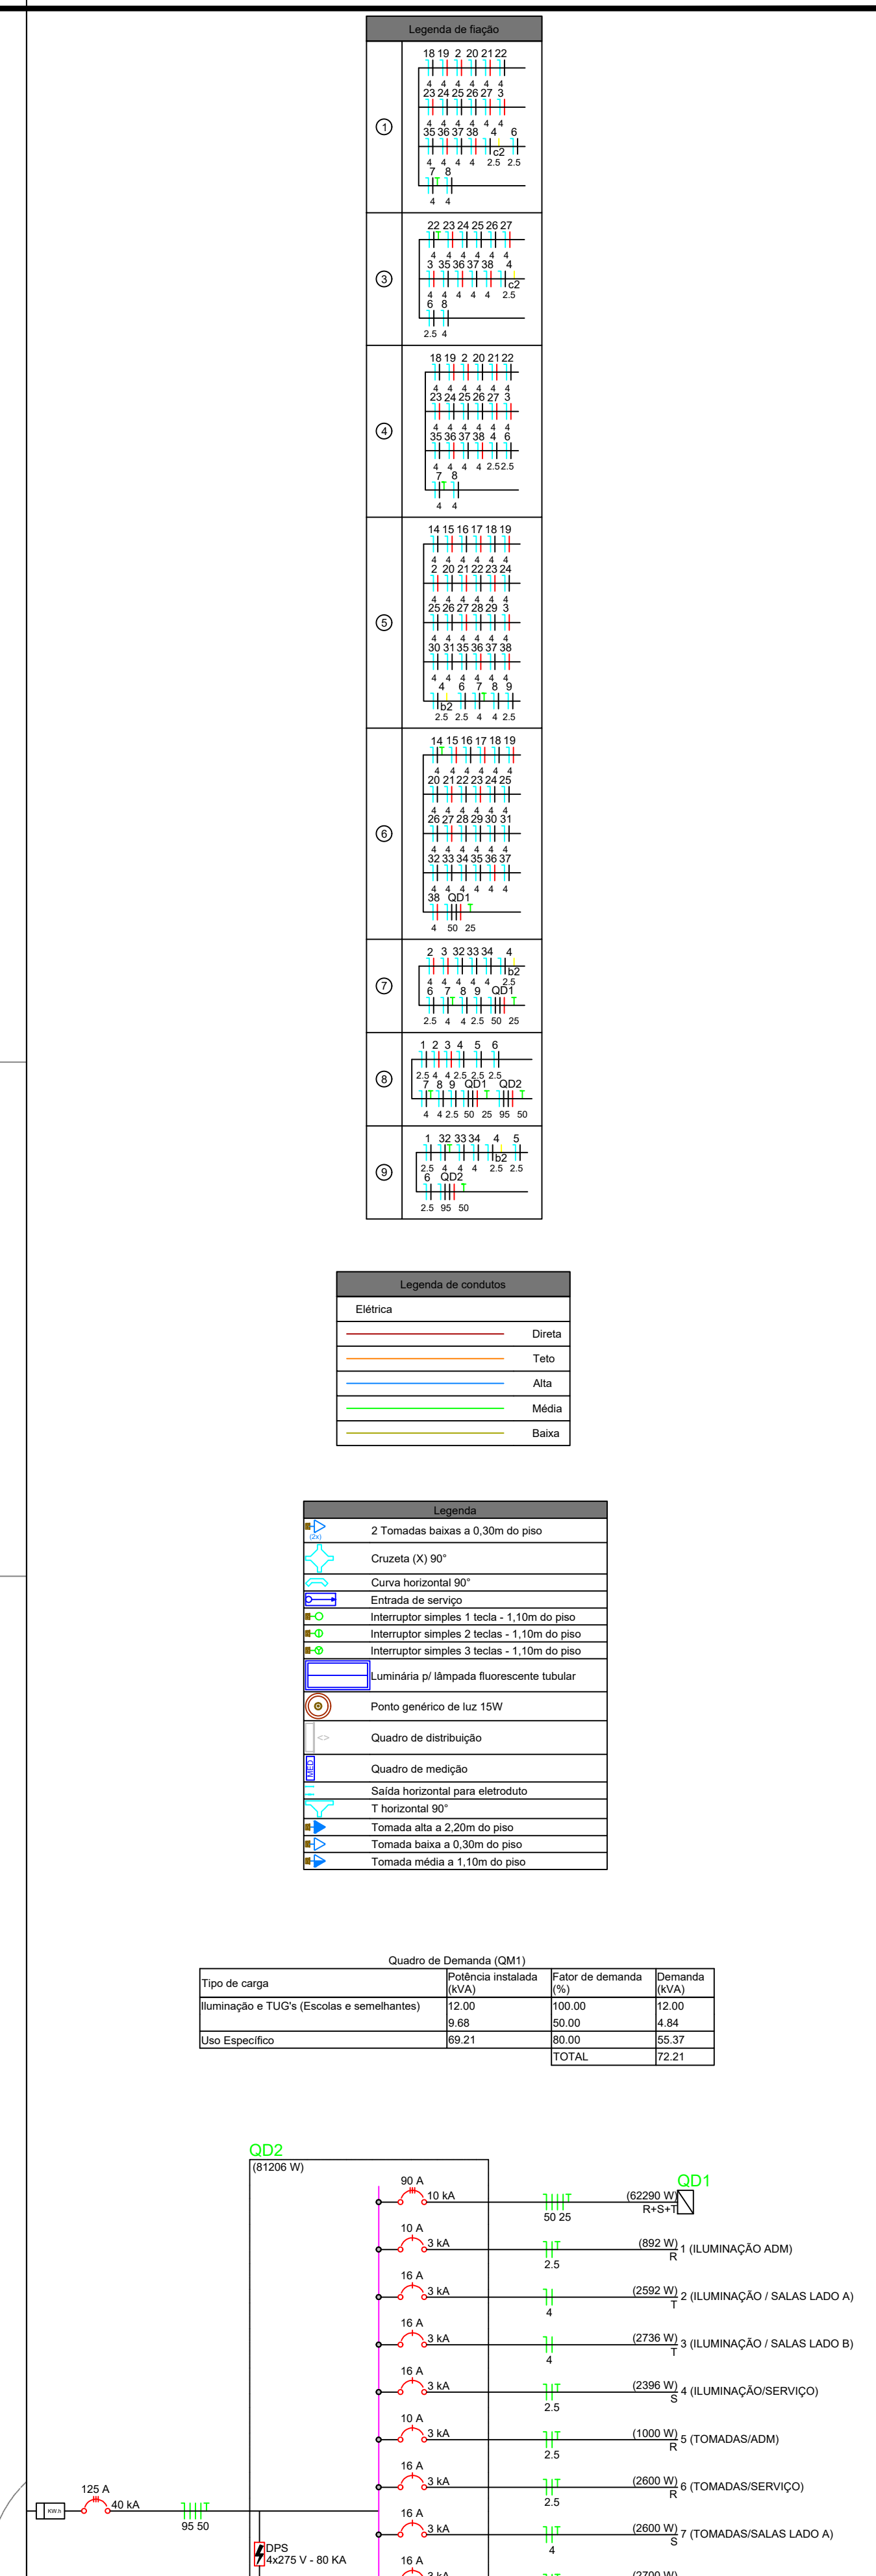 Legenda de fiação
18 19 2 20 21 22
4 4 4 4 4 4
23 24 25 26 27 3
4 4 4 4 4 4
1
35 36 37 38 4 6
c2
4 4 4 4 2.5 2.5
7 8
4 4
22 23 24 25 26 27
4 4 4 4 4 4
3 35 36 37 38 4
3
c2
4 4 4 4 4 2.5
6 8
2.5 4
18 19 2 20 21 22
4 4 4 4 4 4
23 24 25 26 27 3
4 4 4 4 4 4
4
35 36 37 38 4 6
4 4 4 4 2.5 2.5
7 8
4 4
14 15 16 17 18 19
4 4 4 4 4 4
2 20 21 22 23 24
4 4 4 4 4 4
25 26 27 28 29 3
5
4 4 4 4 4 4
30 31 35 36 37 38
4 4 4 4 4 4
4 6 7 8 9
b2
2.5 2.5 4 4 2.5
14 15 16 17 18 19
4 4 4 4 4 4
20 21 22 23 24 25
4 4 4 4 4 4
26 27 28 29 30 31
6
4 4 4 4 4 4
32 33 34 35 36 37
4 4 4 4 4 4
38 QD1
4 50 25
2 3 32 33 34 4
b2
4 4 4 4 4 2.5
7
6 7 8 9 QD1
2.5 4 4 2.5 50 25
1 2 3 4 5 6
2.5 4 4 2.5 2.5 2.5
8
7 8 9 QD1 QD2
4 4 2.5 50 25 95 50
1 32 33 34 4 5
b2
2.5 4 4 4 2.5 2.5
9
6 QD2
2.5 95 50
Legenda de condutos
Elétrica
Direta
Teto
Alta
Média
Baixa
Legenda
(2x) 2 Tomadas baixas a 0,30m do piso
Cruzeta (X) 90°
Curva horizontal 90°
Entrada de serviço
Interruptor simples 1 tecla - 1,10m do piso
Interruptor simples 2 teclas - 1,10m do piso
Interruptor simples 3 teclas - 1,10m do piso
Luminária p/ lâmpada fluorescente tubular
Ponto genérico de luz 15W
<> Quadro de distribuição
MED Quadro de medição
Saída horizontal para eletroduto
T horizontal 90°
Tomada alta a 2,20m do piso
Tomada baixa a 0,30m do piso
Tomada média a 1,10m do piso
Quadro de Demanda (QM1)
Tipo de carga Potência instalada (kVA) Fator de demanda (%) Demanda (kVA)
Iluminação e TUG's (Escolas e semelhantes) 12.00 100.00 12.00
9.68 50.00 4.84
Uso Específico 69.21 80.00 55.37
TOTAL 72.21
QD2
(81206 W)
90 A
10 kA 50 25 (62290 W) R+S+T QD1
10 A
3 kA 2.5 (892 W) R 1 (ILUMINAÇÃO ADM)
16 A
3 kA 4 (2592 W) T 2 (ILUMINAÇÃO / SALAS LADO A)
16 A
3 kA 4 (2736 W) T 3 (ILUMINAÇÃO / SALAS LADO B)
16 A
3 kA 2.5 (2396 W) S 4 (ILUMINAÇÃO/SERVIÇO)
10 A
3 kA 2.5 (1000 W) R 5 (TOMADAS/ADM)
16 A
3 kA 2.5 (2600 W) R 6 (TOMADAS/SERVIÇO)
KW.h 125 A 40 kA 95 50
16 A
3 kA 4 (2600 W) S 7 (TOMADAS/SALAS LADO A)
DPS
4x275 V - 80 KA
16 A
3 kA (2700 W)